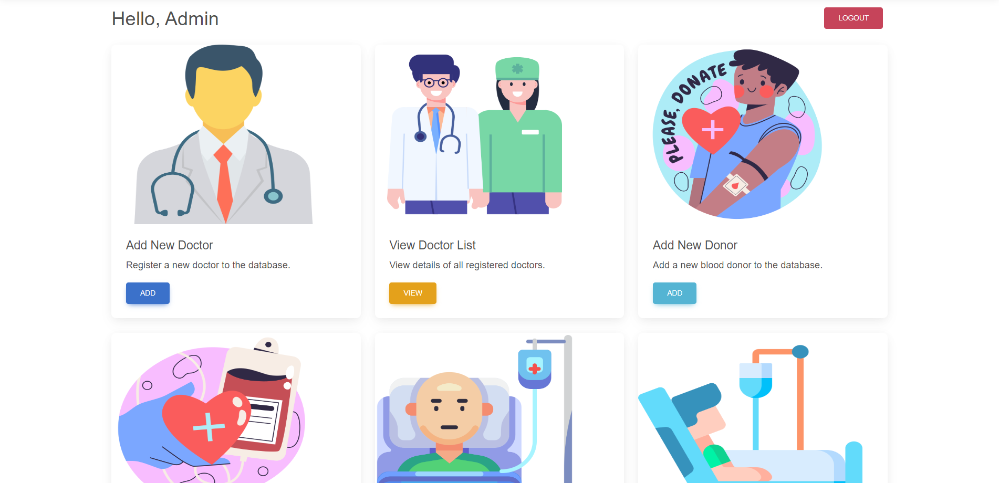 Hello, Admin
LOGOUT
PLEASE, DONATE
Add New Doctor
Register a new doctor to the database.
ADD
View Doctor List
View details of all registered doctors.
VIEW
Add New Donor
Add a new blood donor to the database.
ADD